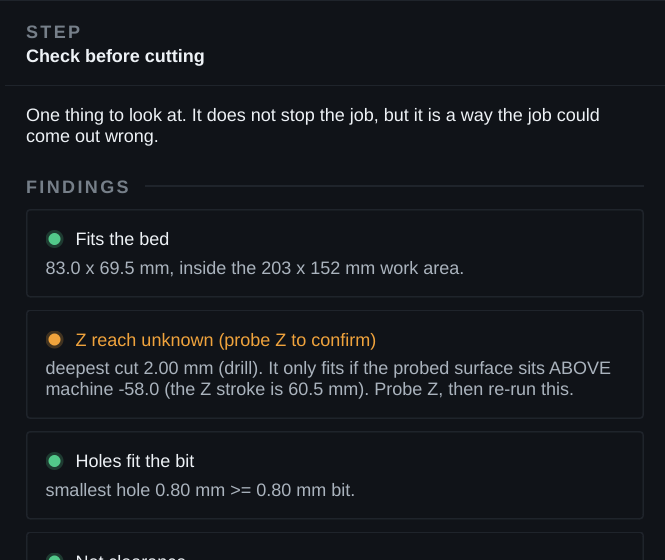 STEP
Check before cutting
One thing to look at. It does not stop the job, but it is a way the job could
come out wrong.
FINDINGS
Fits the bed
83.0 x 69.5 mm, inside the 203 x 152 mm work area.
Z reach unknown (probe Z to confirm)
deepest cut 2.00 mm (drill). It only fits if the probed surface sits ABOVE
machine -58.0 (the Z stroke is 60.5 mm). Probe Z, then re-run this.
Holes fit the bit
smallest hole 0.80 mm >= 0.80 mm bit.
Net clearance